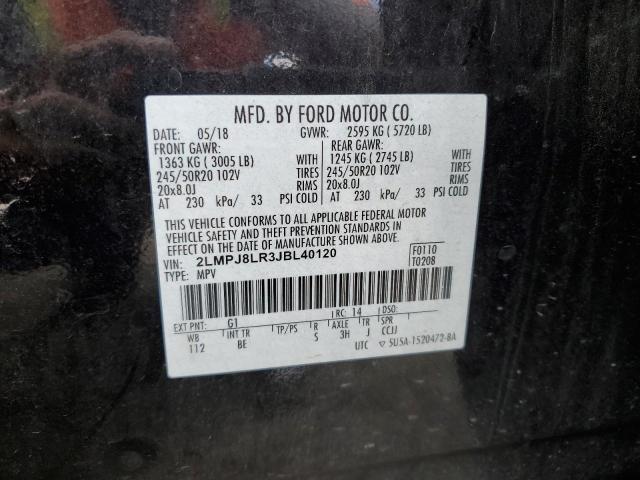 MFD. BY FORD MOTOR CO.
DATE: 05/18 GVWR: 2595 KG ( 5720 LB)
FRONT GAWR: REAR GAWR:
1363 KG ( 3005 LB) WITH 1245 KG ( 2745 LB) WITH
245/50R20 102V TIRES 245/50R20 102V TIRES
20x8.0J RIMS 20x8.0J RIMS
AT 230 kPa/ 33 PSI COLD AT 230 kPa/ 33 PSI COLD
THIS VEHICLE CONFORMS TO ALL APPLICABLE FEDERAL MOTOR
VEHICLE SAFETY AND THEFT PREVENTION STANDARDS IN
EFFECT ON THE DATE OF MANUFACTURE SHOWN ABOVE.
VIN: 2LMPJ8LR3JBL40120 F0110
TYPE: MPV T0208
EXT PNT: G1 RC: 14 DSO:
WB INT TR TP/PS R AXLE TR SPR
112 BE S 3H J CCJJ
UTC ▽ 5U5A-1520472-BA